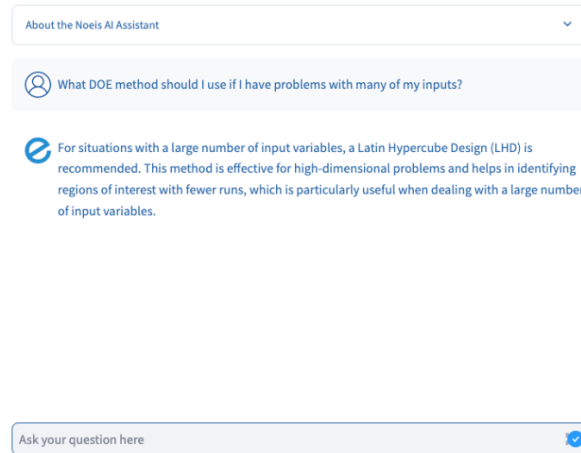 About the Noeis AI Assistant
What DOE method should I use if I have problems with many of my inputs?
For situations with a large number of input variables, a Latin Hypercube Design (LHD) is
recommended. This method is effective for high-dimensional problems and helps in identifying
regions of interest with fewer runs, which is particularly useful when dealing with a large number
of input variables.
Ask your question here